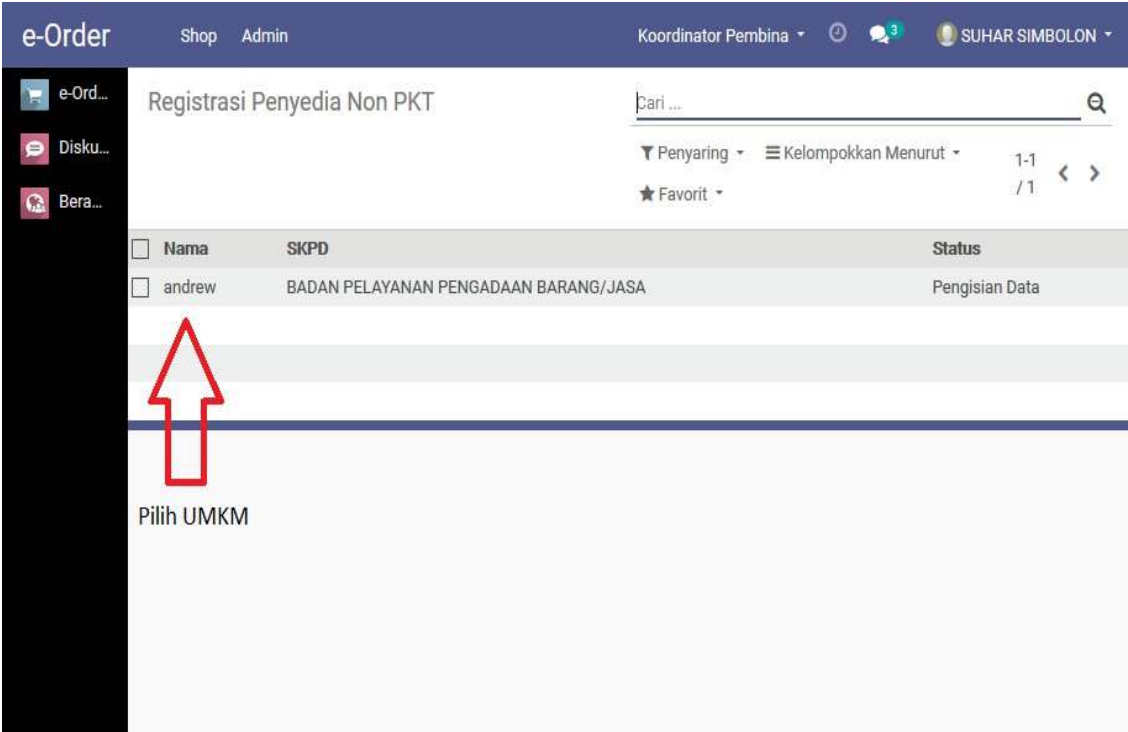 e-Order Shop Admin Koordinator Pembina 3 SUHAR SIMBOLON
e-Ord...
Disku...
Bera...
Registrasi Penyedia Non PKT
Cari ...
Penyaring Kelompokkan Menurut
Favorit
1-1
/ 1
Nama SKPD Status
andrew BADAN PELAYANAN PENGADAAN BARANG/JASA Pengisian Data
Pilih UMKM